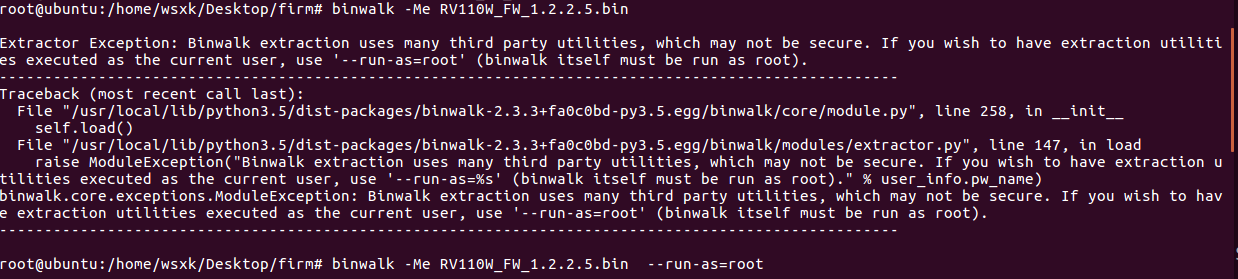 root@ubuntu:/home/wsxk/Desktop/firm# binwalk -Me RV110W_FW_1.2.2.5.bin
Extractor Exception: Binwalk extraction uses many third party utilities, which may not be secure. If you wish to have extraction utiliti
es executed as the current user, use '--run-as=root' (binwalk itself must be run as root).
----------------------------------------------------------------------------------------------------
Traceback (most recent call last):
  File "/usr/local/lib/python3.5/dist-packages/binwalk-2.3.3+fa0c0bd-py3.5.egg/binwalk/core/module.py", line 258, in __init__
    self.load()
  File "/usr/local/lib/python3.5/dist-packages/binwalk-2.3.3+fa0c0bd-py3.5.egg/binwalk/modules/extractor.py", line 147, in load
    raise ModuleException("Binwalk extraction uses many third party utilities, which may not be secure. If you wish to have extraction u
tilities executed as the current user, use '--run-as=%s' (binwalk itself must be run as root)." % user_info.pw_name)
binwalk.core.exceptions.ModuleException: Binwalk extraction uses many third party utilities, which may not be secure. If you wish to hav
e extraction utilities executed as the current user, use '--run-as=root' (binwalk itself must be run as root).
----------------------------------------------------------------------------------------------------
root@ubuntu:/home/wsxk/Desktop/firm# binwalk -Me RV110W_FW_1.2.2.5.bin  --run-as=root